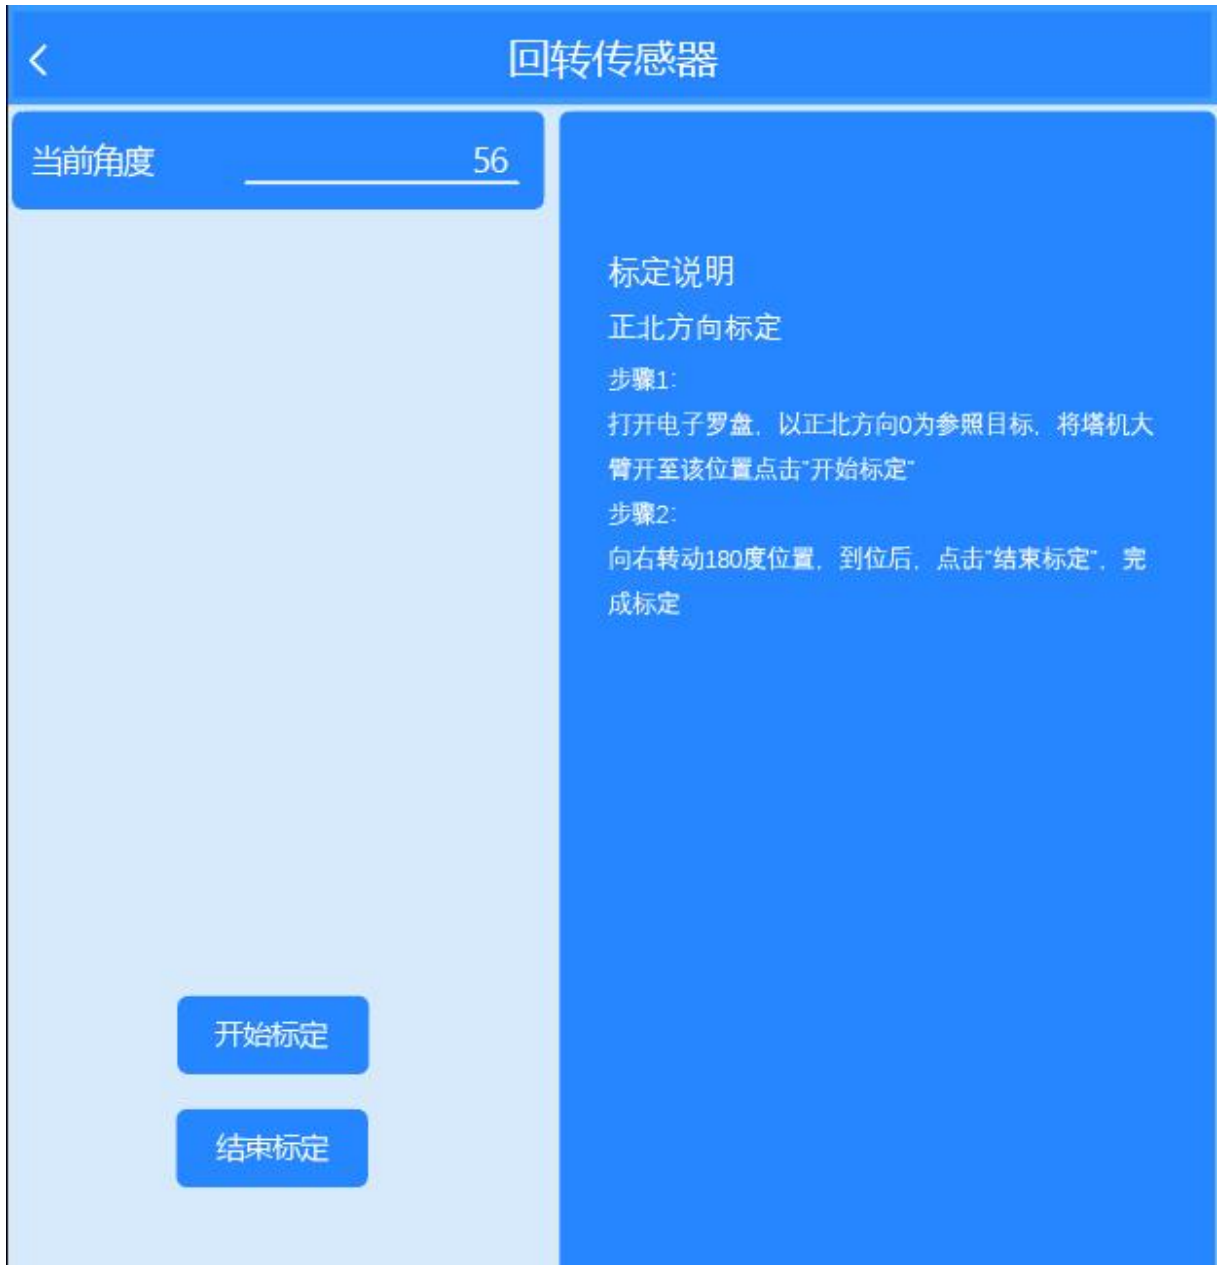 回转传感器
当前角度 56
标定说明
正北方向标定
步骤1:
打开电子罗盘，以正北方向0为参照目标，将塔机大
臂开至该位置点击"开始标定"
步骤2:
向右转动180度位置，到位后，点击"结束标定"，完
成标定
开始标定
结束标定